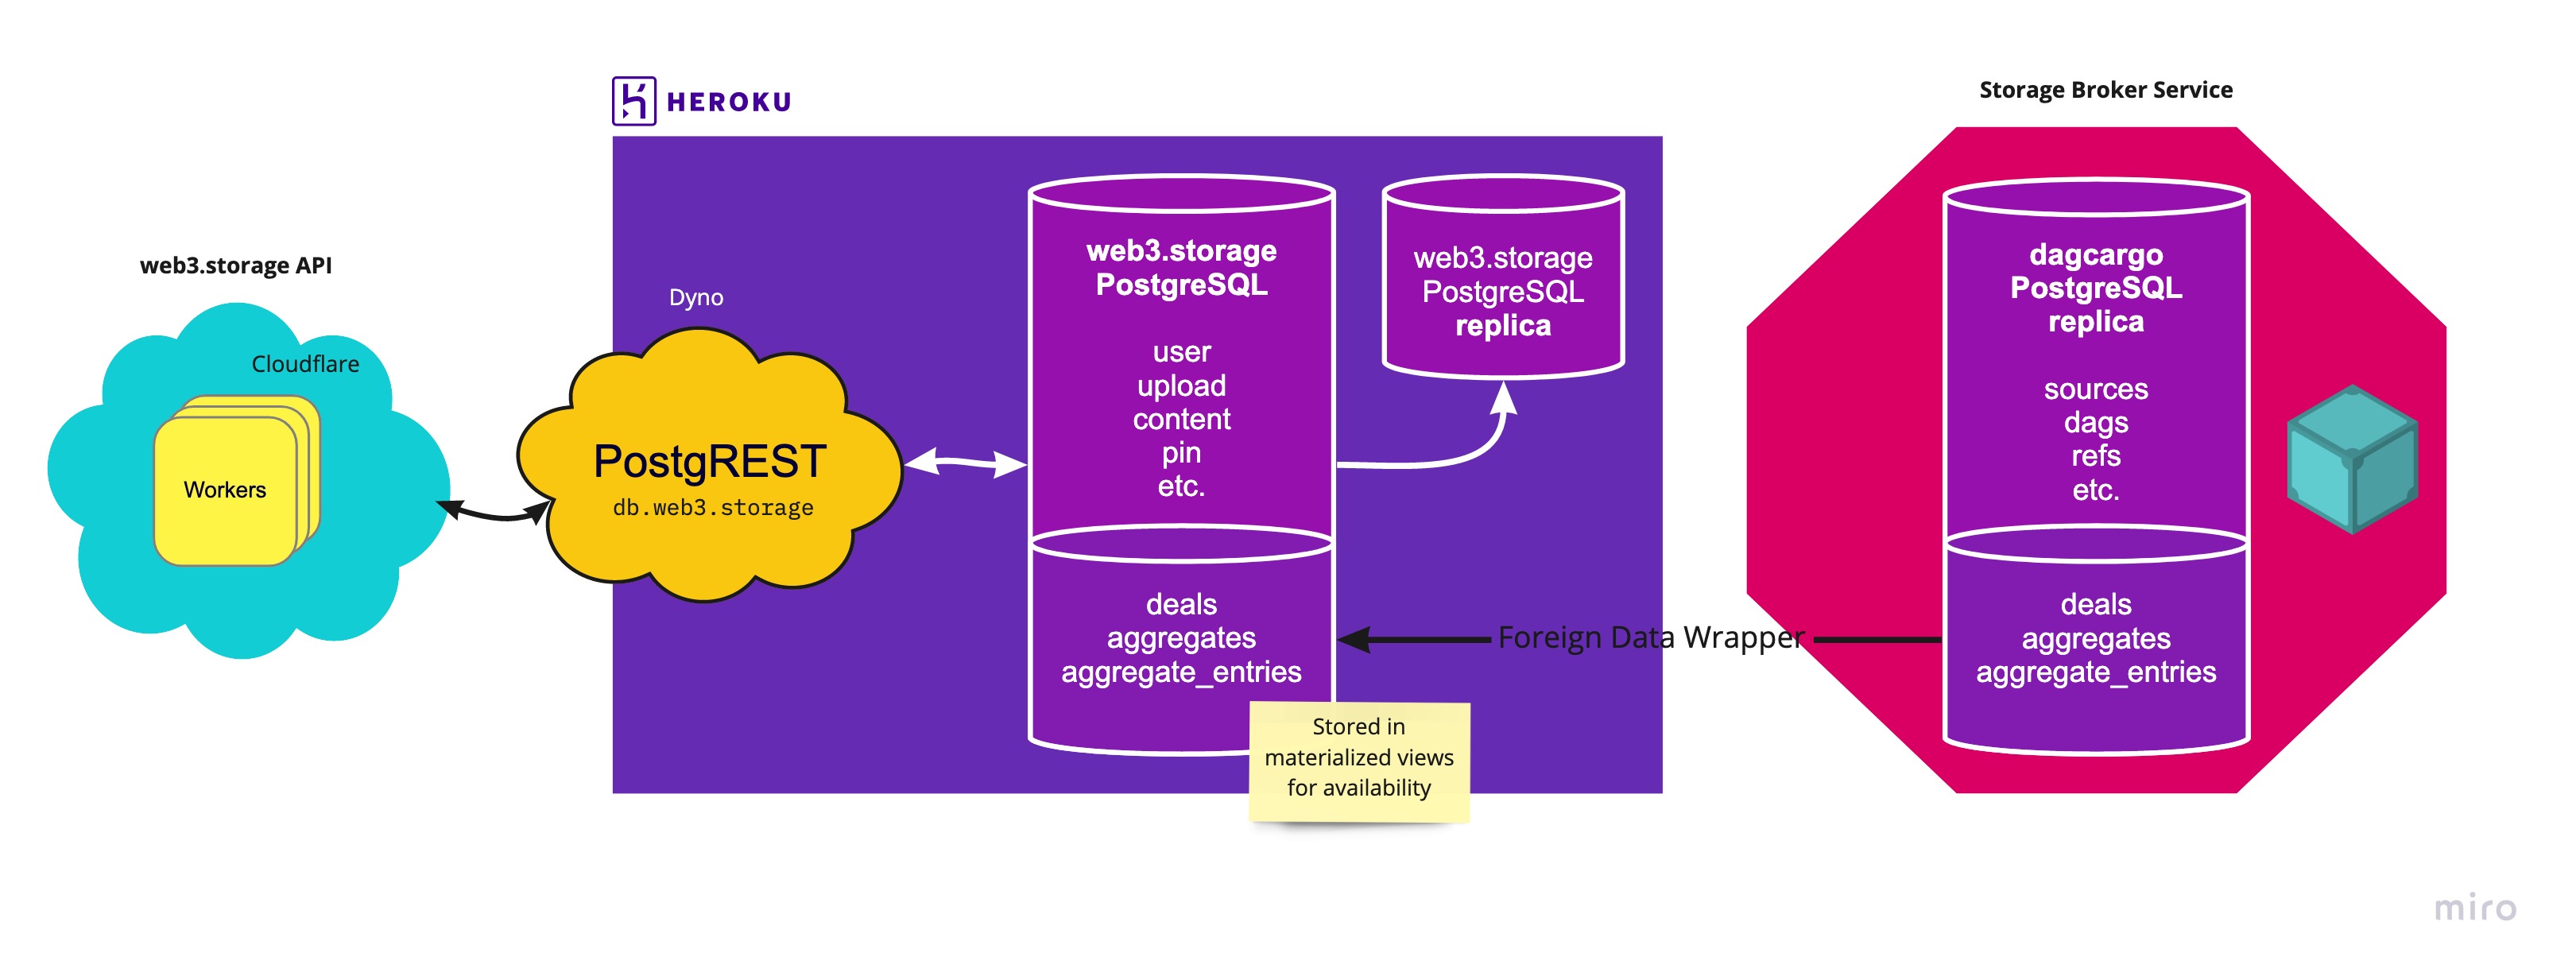 HEROKU
Storage Broker Service
web3.storage API
Cloudflare
Workers
Dyno
PostgREST
db.web3.storage
web3.storage
PostgreSQL
user
upload
content
pin
etc.
deals
aggregates
aggregate_entries
Stored in
materialized views
for availability
web3.storage
PostgreSQL
replica
Foreign Data Wrapper
dagcargo
PostgreSQL
replica
sources
dags
refs
etc.
deals
aggregates
aggregate_entries
miro